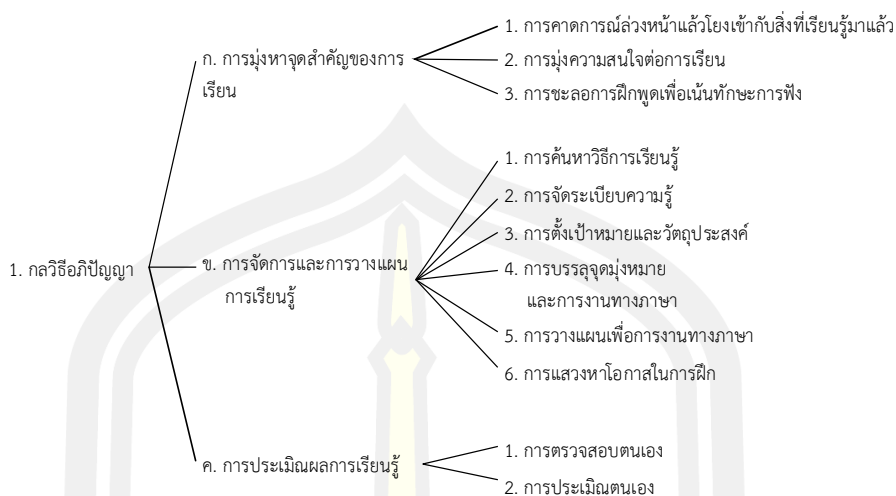 1. กลวิธีอภิปัญญา
ก. การมุ่งหาจุดสำคัญของการ
เรียน
1. การคาดการณ์ล่วงหน้าแล้วโยงเข้ากับสิ่งที่เรียนรู้มาแล้ว
2. การมุ่งความสนใจต่อการเรียน
3. การชะลอการฝึกพูดเพื่อเน้นทักษะการฟัง
ข. การจัดการและการวางแผน
การเรียนรู้
1. การค้นหาวิธีการเรียนรู้
2. การจัดระเบียบความรู้
3. การตั้งเป้าหมายและวัตถุประสงค์
4. การบรรลุจุดมุ่งหมาย
และการงานทางภาษา
5. การวางแผนเพื่อการงานทางภาษา
6. การแสวงหาโอกาสในการฝึก
ค. การประเมิณผลการเรียนรู้
1. การตรวจสอบตนเอง
2. การประเมิณตนเอง